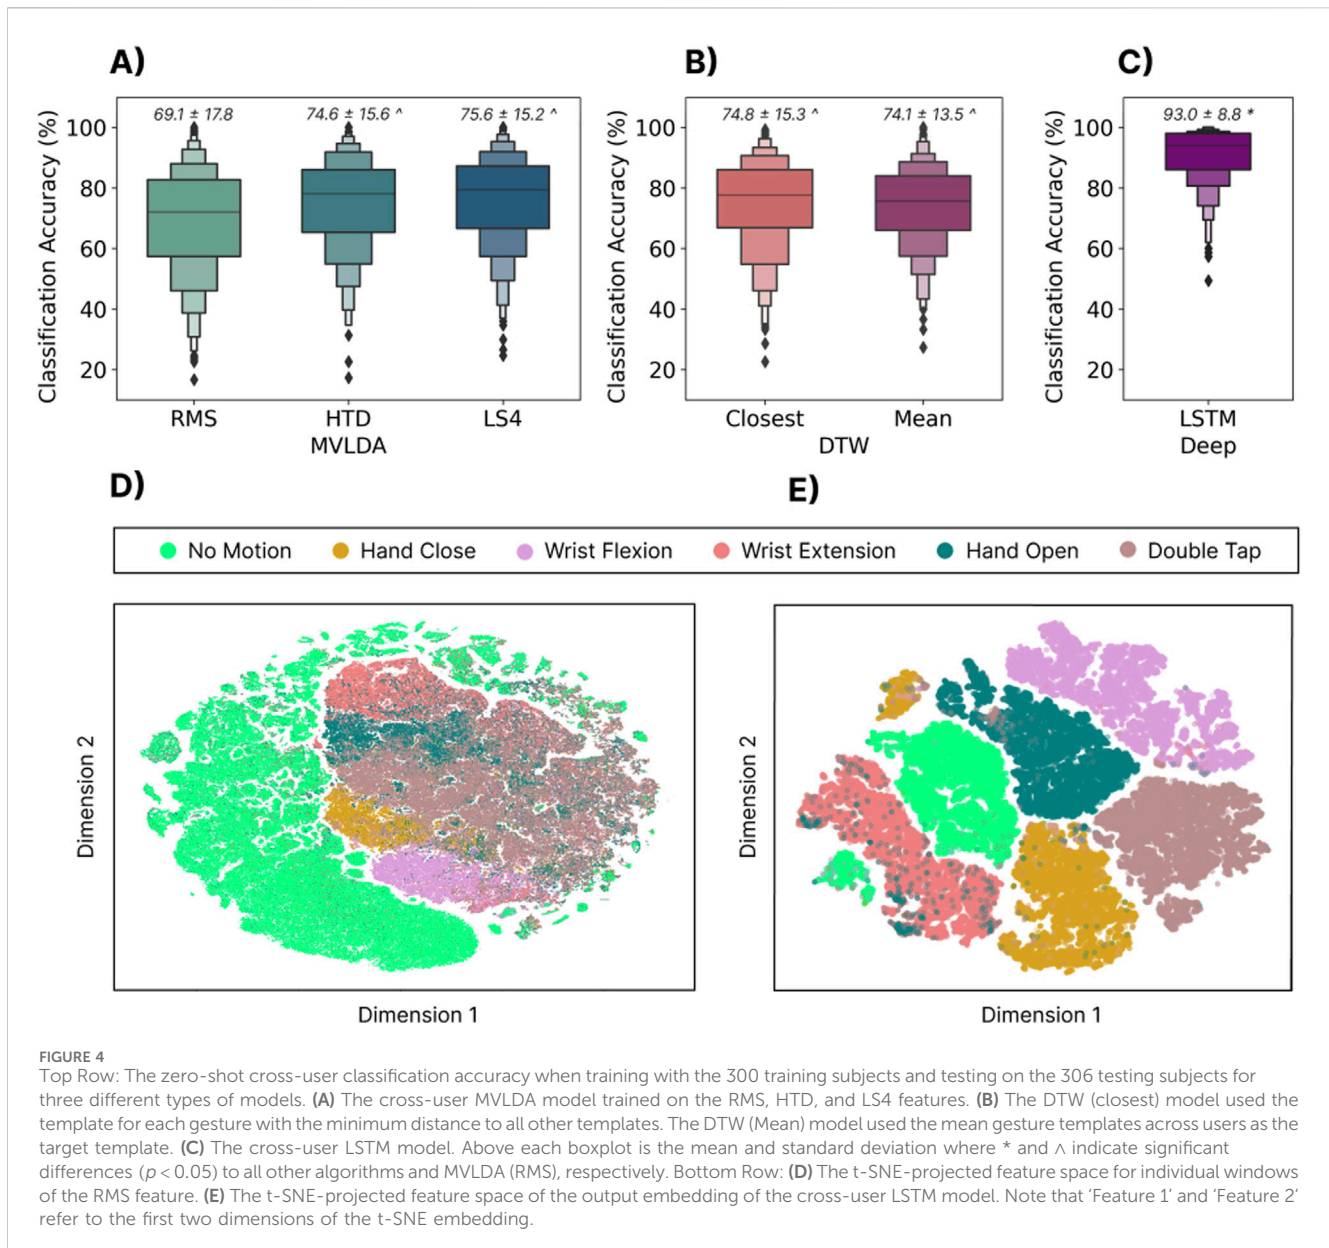 A)
B)
C)
Classification Accuracy (%)
100
80
60
40
20
69.1 ± 17.8
74.6 ± 15.6 ^
75.6 ± 15.2 ^
RMS
HTD
LS4
MVLDA
Classification Accuracy (%)
100
80
60
40
20
74.8 ± 15.3 ^
74.1 ± 13.5 ^
Closest
Mean
DTW
Classification Accuracy (%)
100
80
60
40
20
93.0 ± 8.8 *
LSTM
Deep
D)
E)
No Motion
Hand Close
Wrist Flexion
Wrist Extension
Hand Open
Double Tap
Dimension 2
Dimension 1
Dimension 2
Dimension 1
FIGURE 4
Top Row: The zero-shot cross-user classification accuracy when training with the 300 training subjects and testing on the 306 testing subjects for
three different types of models. (A) The cross-user MVLDA model trained on the RMS, HTD, and LS4 features. (B) The DTW (closest) model used the
template for each gesture with the minimum distance to all other templates. The DTW (Mean) model used the mean gesture templates across users as the
target template. (C) The cross-user LSTM model. Above each boxplot is the mean and standard deviation where * and ∧ indicate significant
differences (p < 0.05) to all other algorithms and MVLDA (RMS), respectively. Bottom Row: (D) The t-SNE-projected feature space for individual windows
of the RMS feature. (E) The t-SNE-projected feature space of the output embedding of the cross-user LSTM model. Note that ‘Feature 1’ and ‘Feature 2’
refer to the first two dimensions of the t-SNE embedding.